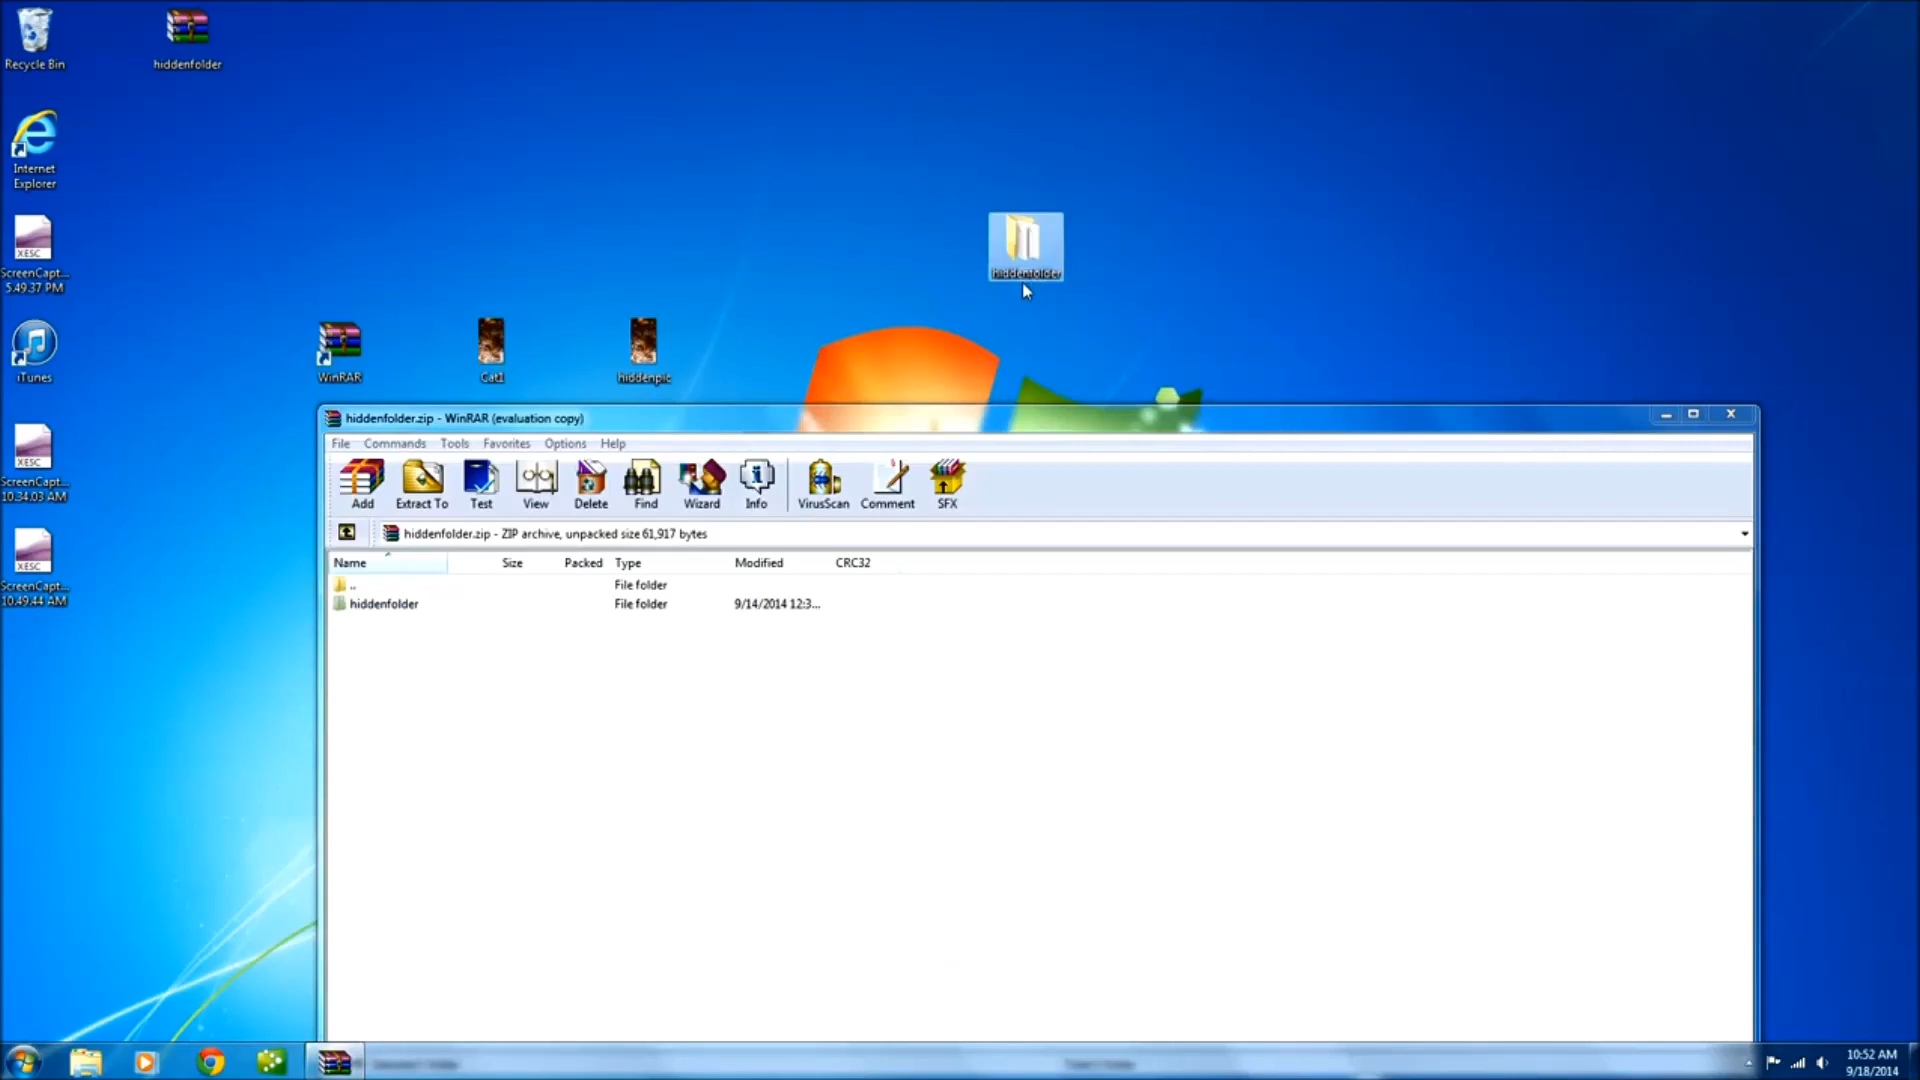 Recycle Bin
hiddenfolder
Internet
Explorer
XESC
ScreenCapt...
5.49.37 PM
iTunes
XESC
ScreenCapt...
10.34.03 AM
XESC
ScreenCapt...
10.49.44 AM
hiddenfolder
WinRAR
Cat1
hiddenpic
hiddenfolder.zip - WinRAR (evaluation copy)
File Commands Tools Favorites Options Help
Add Extract To Test View Delete Find Wizard Info VirusScan Comment SFX
hiddenfolder.zip - ZIP archive, unpacked size 61,917 bytes
Name Size Packed Type Modified CRC32
.. File folder
hiddenfolder File folder 9/14/2014 12:3...
10:52 AM
9/18/2014